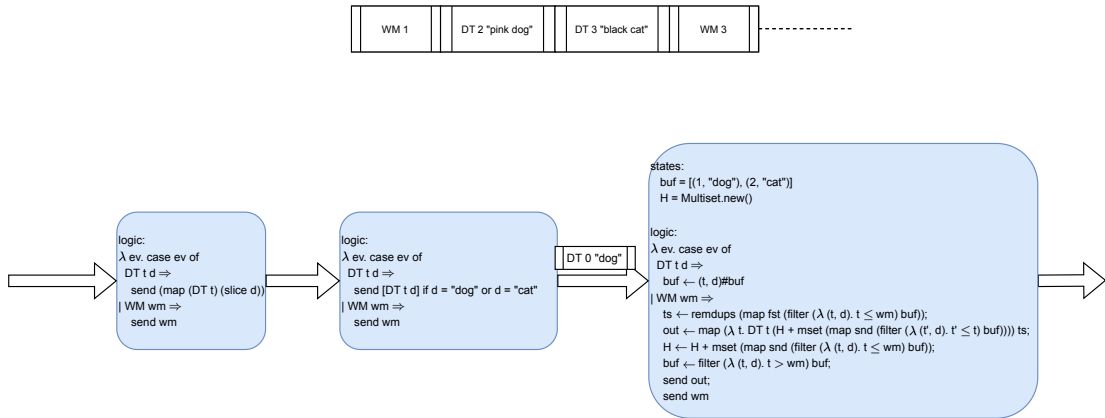 WM 1
DT 2 "pink dog"
DT 3 "black cat"
WM 3
logic:
λ ev. case ev of
DT t d ⇒
send (map (DT t) (slice d))
| WM wm ⇒
send wm
logic:
λ ev. case ev of
DT t d ⇒
send [DT t d] if d = "dog" or d = "cat"
| WM wm ⇒
send wm
DT 0 "dog"
states:
buf = [(1, "dog"), (2, "cat")]
H = Multiset.new()
logic:
λ ev. case ev of
DT t d ⇒
buf ← (t, d)#buf
| WM wm ⇒
ts ← remdups (map fst (filter (λ (t, d). t ≤ wm) buf));
out ← map (λ t. DT t (H + mset (map snd (filter (λ (t', d). t' ≤ t) buf)))) ts;
H ← H + mset (map snd (filter (λ (t, d). t ≤ wm) buf));
buf ← filter (λ (t, d). t > wm) buf;
send out;
send wm